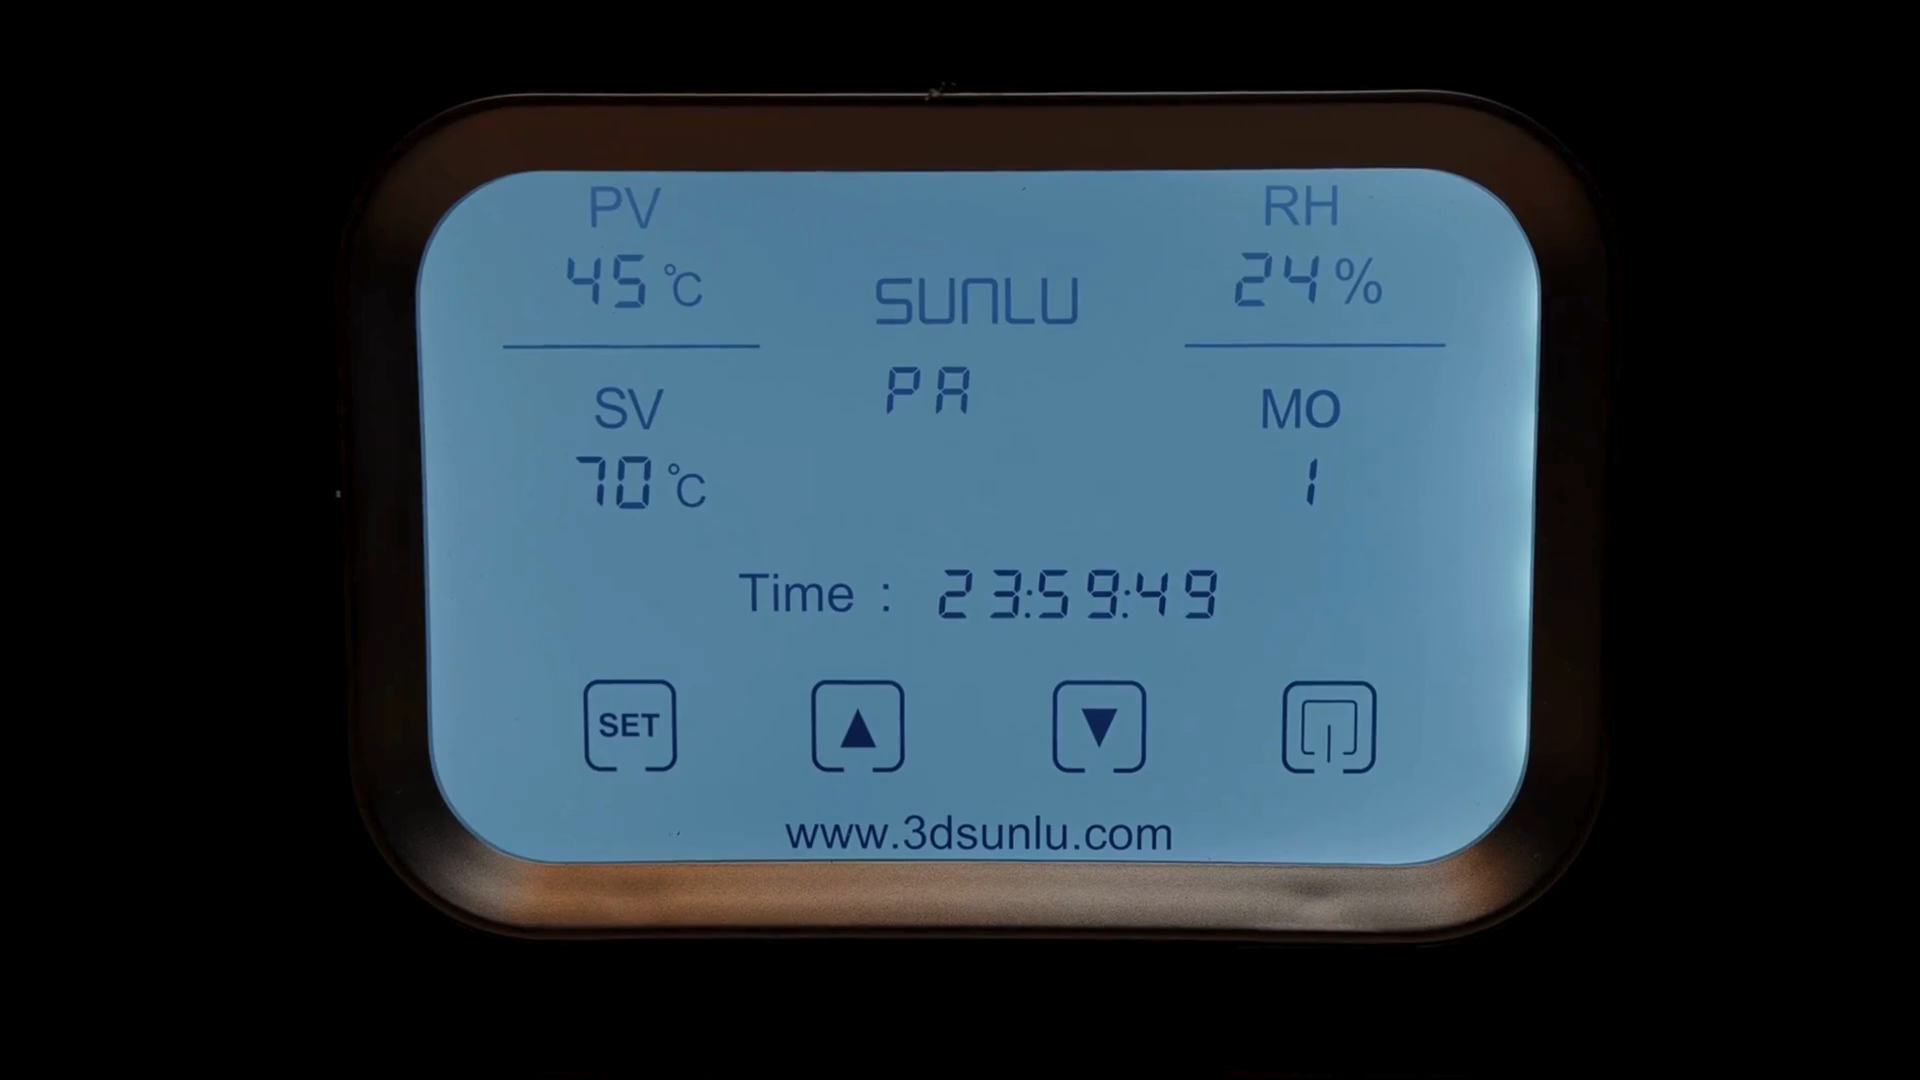 PV
45 ℃
SV
70 ℃
SUNLU
PA
RH
24%
MO
1
Time : 23:59:49
SET
www.3dsunlu.com